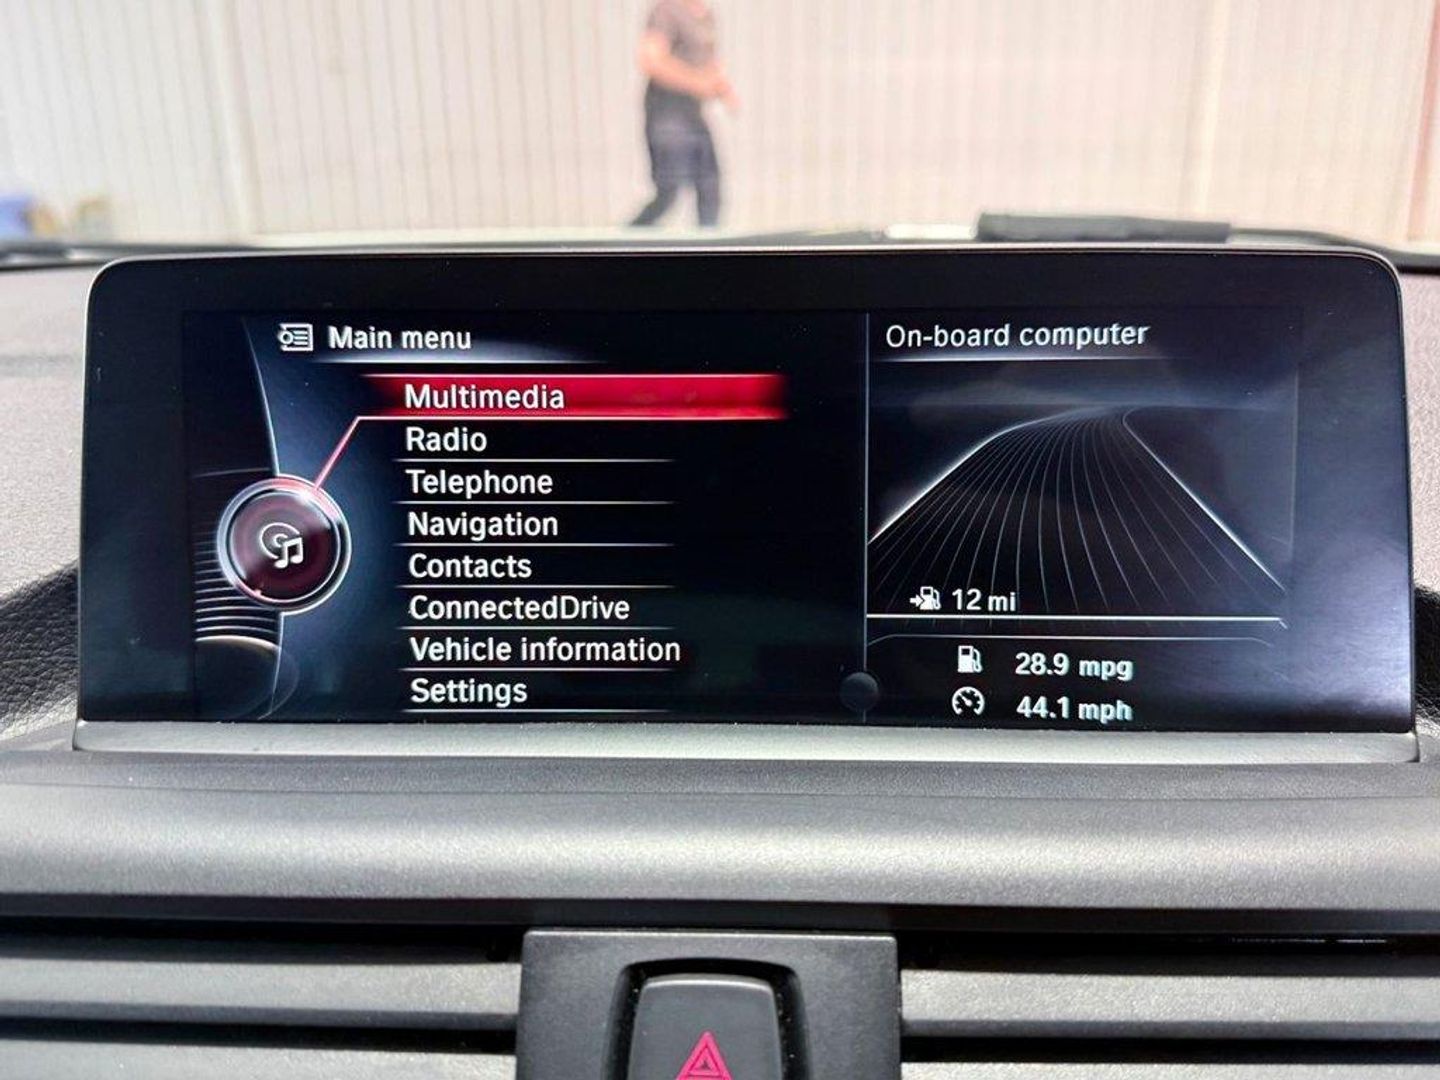 Main menu
Multimedia
Radio
Telephone
Navigation
Contacts
ConnectedDrive
Vehicle information
Settings
On-board computer
12 mi
28.9 mpg
44.1 mph